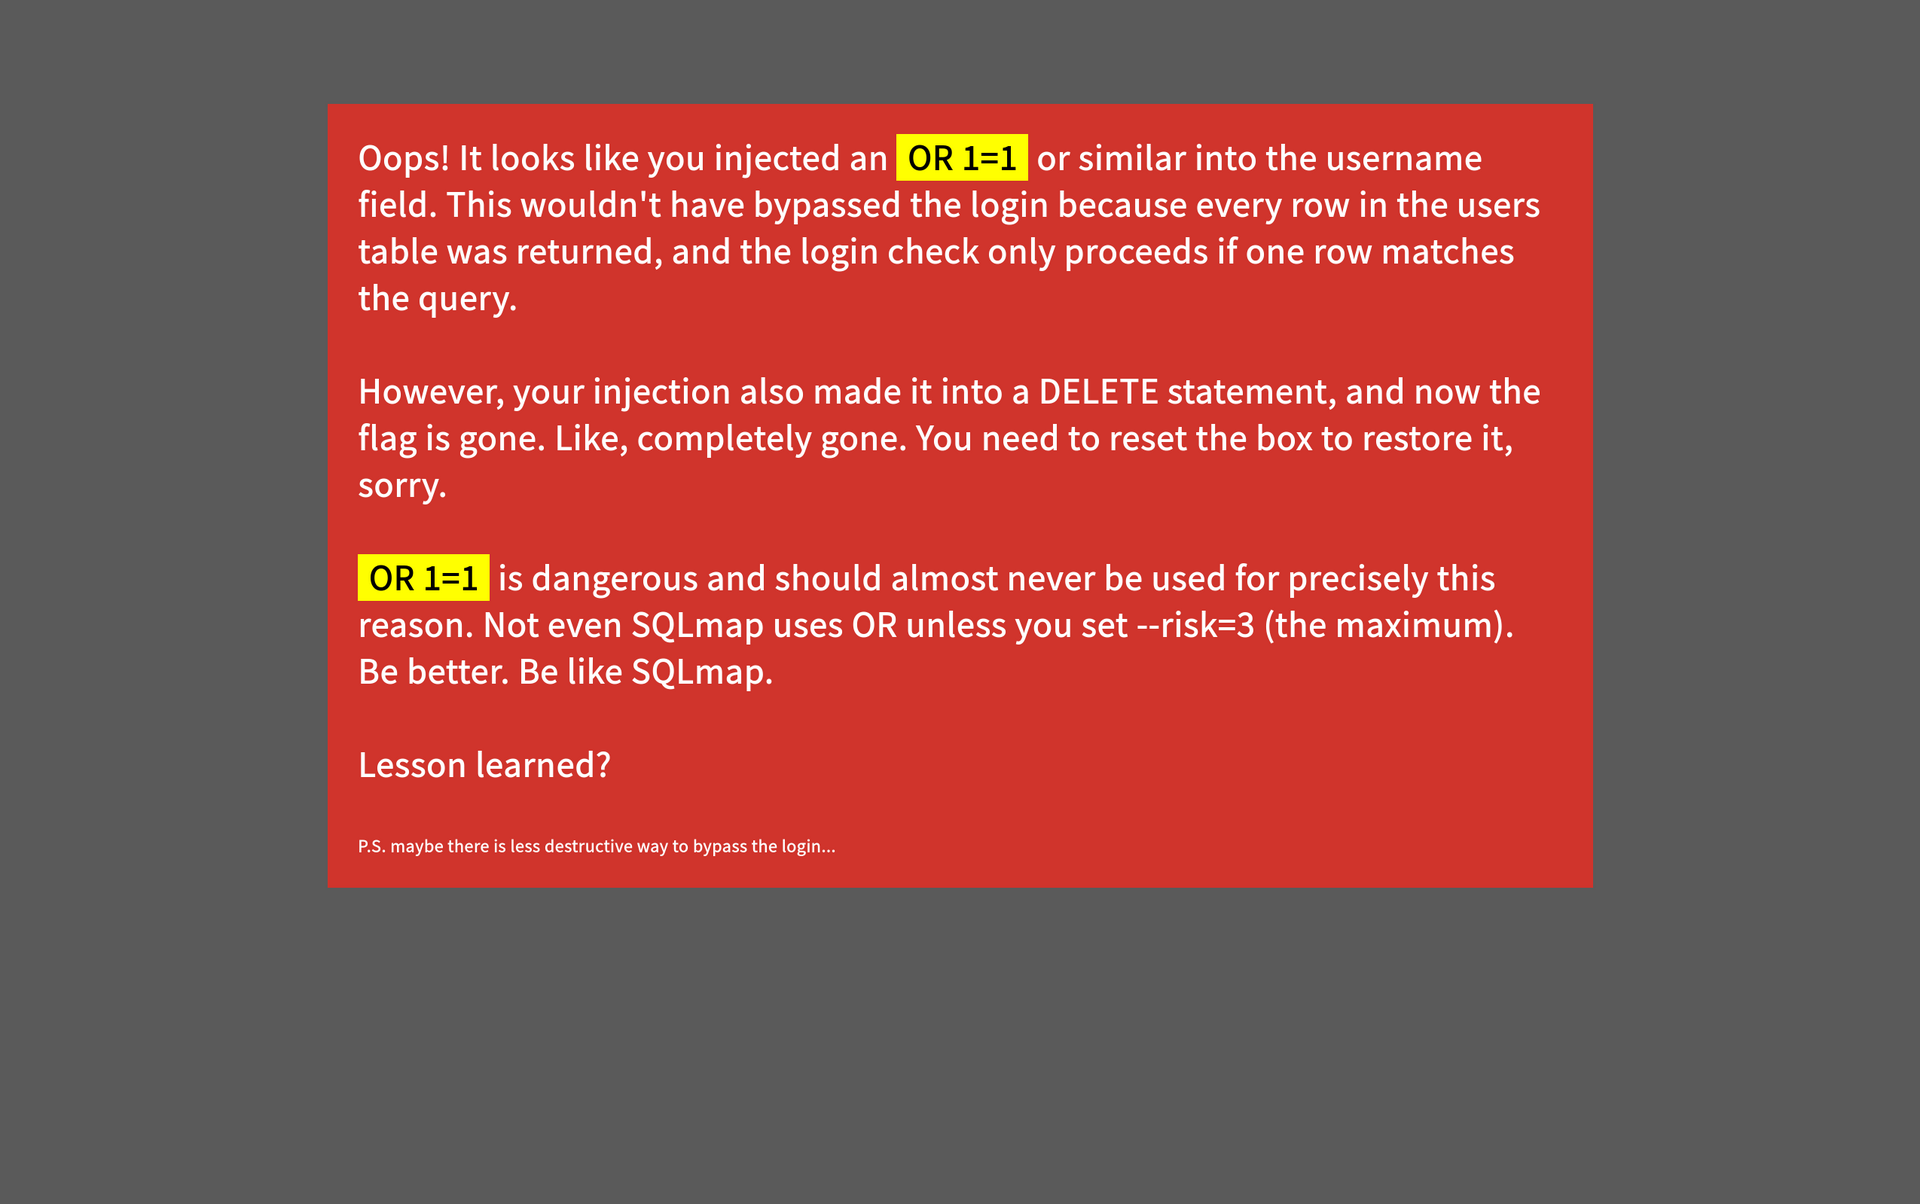 Oops! It looks like you injected an OR 1=1 or similar into the username
field. This wouldn't have bypassed the login because every row in the users
table was returned, and the login check only proceeds if one row matches
the query.
However, your injection also made it into a DELETE statement, and now the
flag is gone. Like, completely gone. You need to reset the box to restore it,
sorry.
OR 1=1 is dangerous and should almost never be used for precisely this
reason. Not even SQLmap uses OR unless you set --risk=3 (the maximum).
Be better. Be like SQLmap.
Lesson learned?
P.S. maybe there is less destructive way to bypass the login...